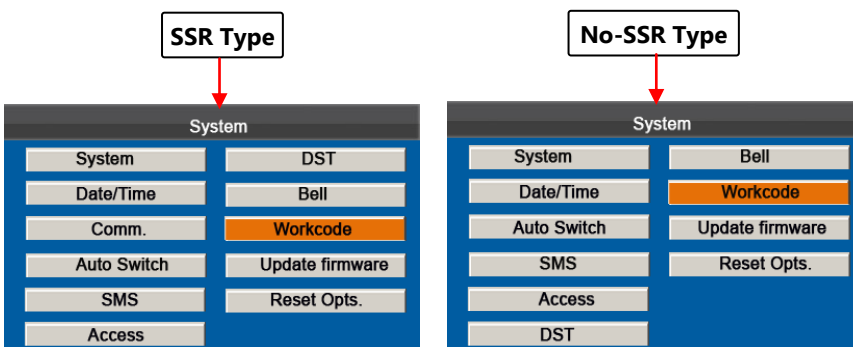 SSR Type
No-SSR Type
System
System
DST
Date/Time
Bell
Comm.
Workcode
Auto Switch
Update firmware
SMS
Reset Opts.
Access
System
System
Bell
Date/Time
Workcode
Auto Switch
Update firmware
SMS
Reset Opts.
Access
DST